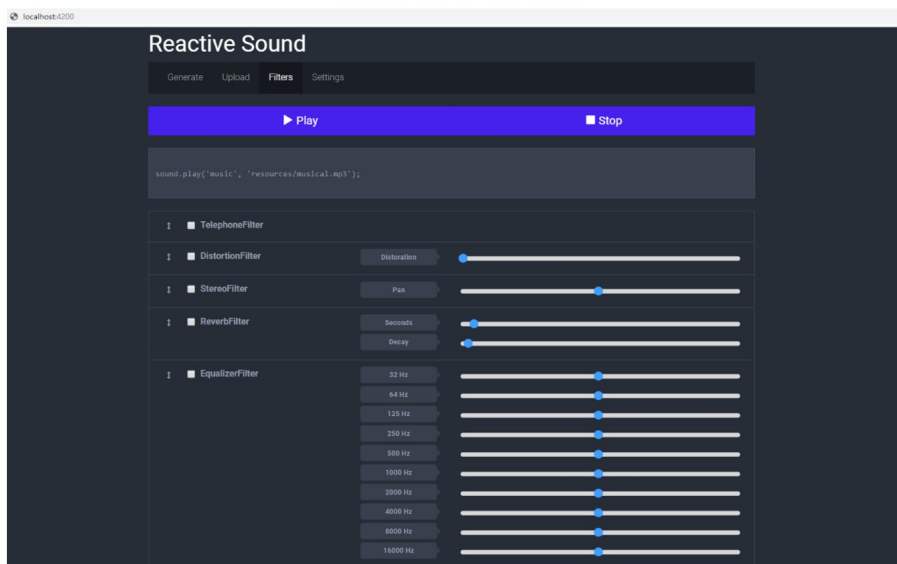 localhost:4200
Reactive Sound
Generate Upload Filters Settings
Play Stop
sound.play('music', 'resources/musical.mp3');
TelephoneFilter
DistortionFilter Distoration
StereoFilter Pan
ReverbFilter Seconds
Decay
EqualizerFilter 32 Hz
64 Hz
125 Hz
250 Hz
500 Hz
1000 Hz
2000 Hz
4000 Hz
8000 Hz
16000 Hz